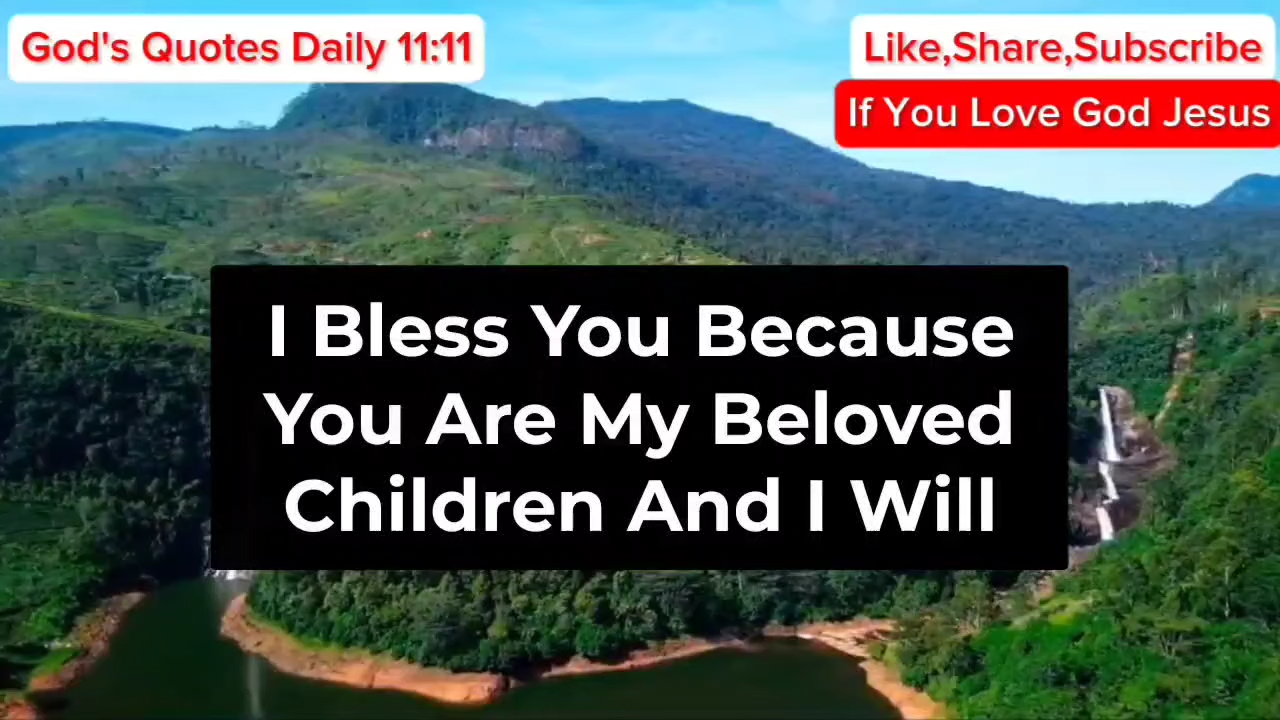 God's Quotes Daily 11:11
Like,Share,Subscribe
If You Love God Jesus
I Bless You Because
You Are My Beloved
Children And I Will